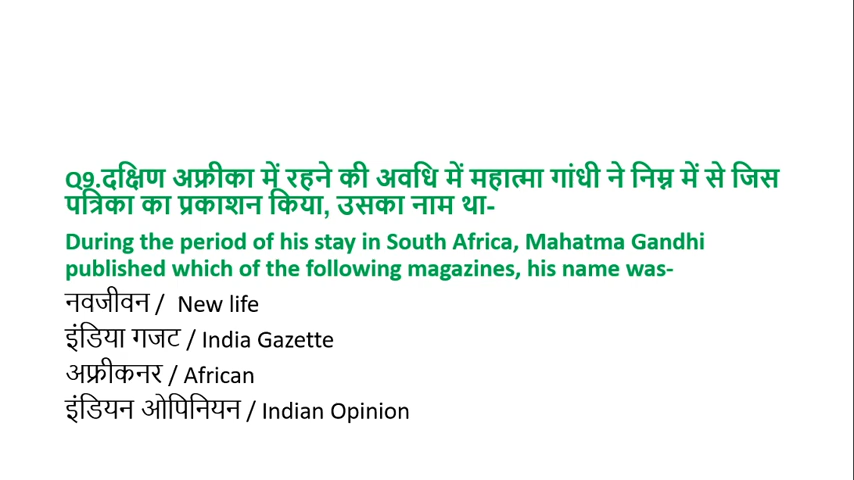 Q9.दक्षिण अफ्रीका में रहने की अवधि में महात्मा गांधी ने निम्न में से जिस
पत्रिका का प्रकाशन किया, उसका नाम था-
During the period of his stay in South Africa, Mahatma Gandhi
published which of the following magazines, his name was-
नवजीवन / New life
इंडिया गजट / India Gazette
अफ्रीकनर / African
इंडियन ओपिनियन / Indian Opinion